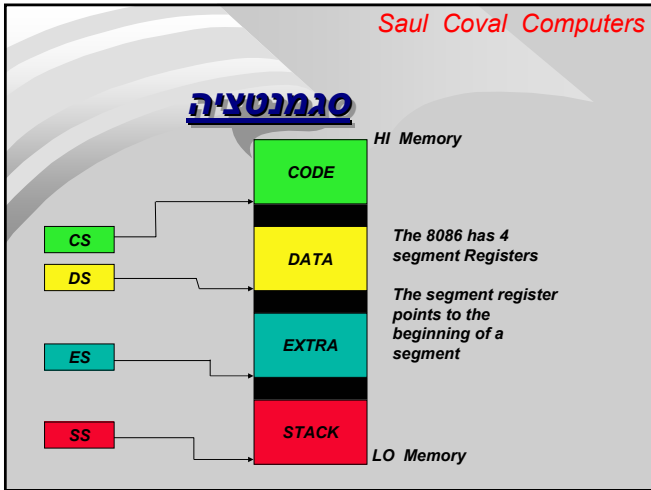 Saul Coval Computers
סגמנטציה
HI Memory
CODE
CS
DS
DATA
The 8086 has 4
segment Registers
The segment register
points to the
beginning of a
segment
ES
EXTRA
SS
STACK
LO Memory